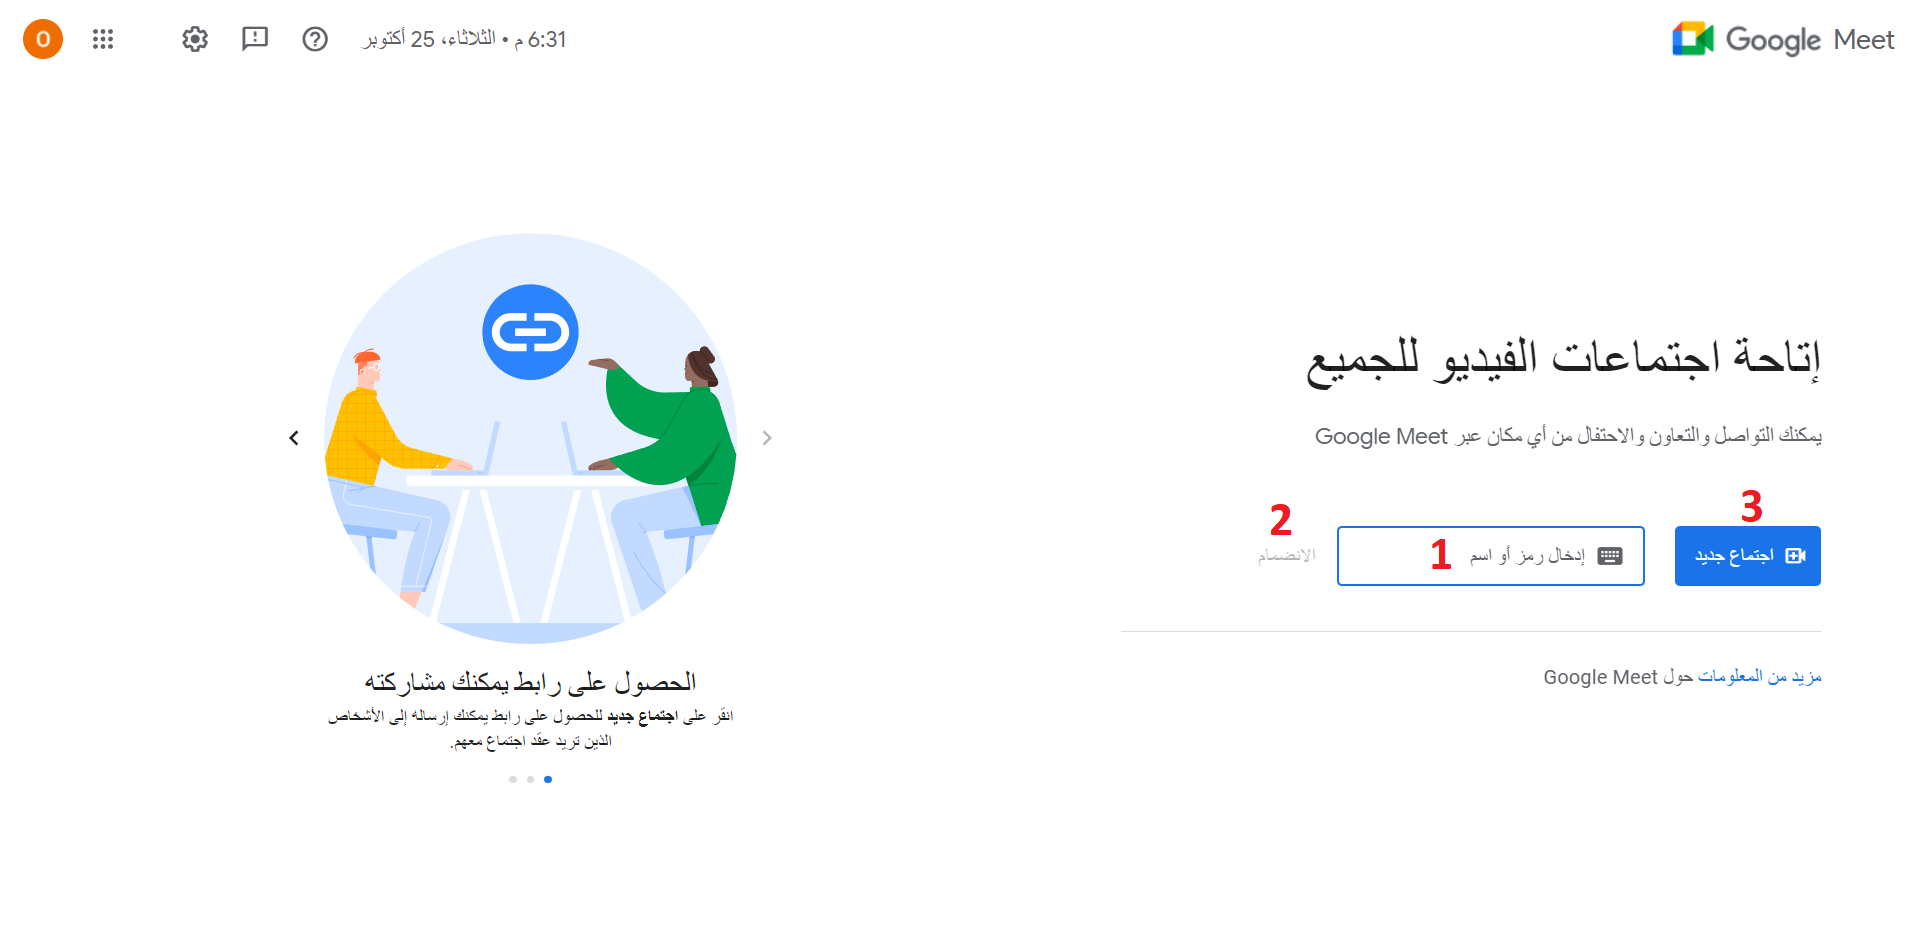 Google Meet
6:31 م • الثلاثاء، 25 أكتوبر
O
إتاحة اجتماعات الفيديو للجميع
يمكنك التواصل والتعاون والاحتفال من أي مكان عبر Google Meet
3
اجتماع جديد
إدخال رمز أو اسم
1
2
الانضمام
مزيد من المعلومات حول Google Meet
الحصول على رابط يمكنك مشاركته
انقر على اجتماع جديد للحصول على رابط يمكنك إرساله إلى الأشخاص
الذين تريد عقد اجتماع معهم.